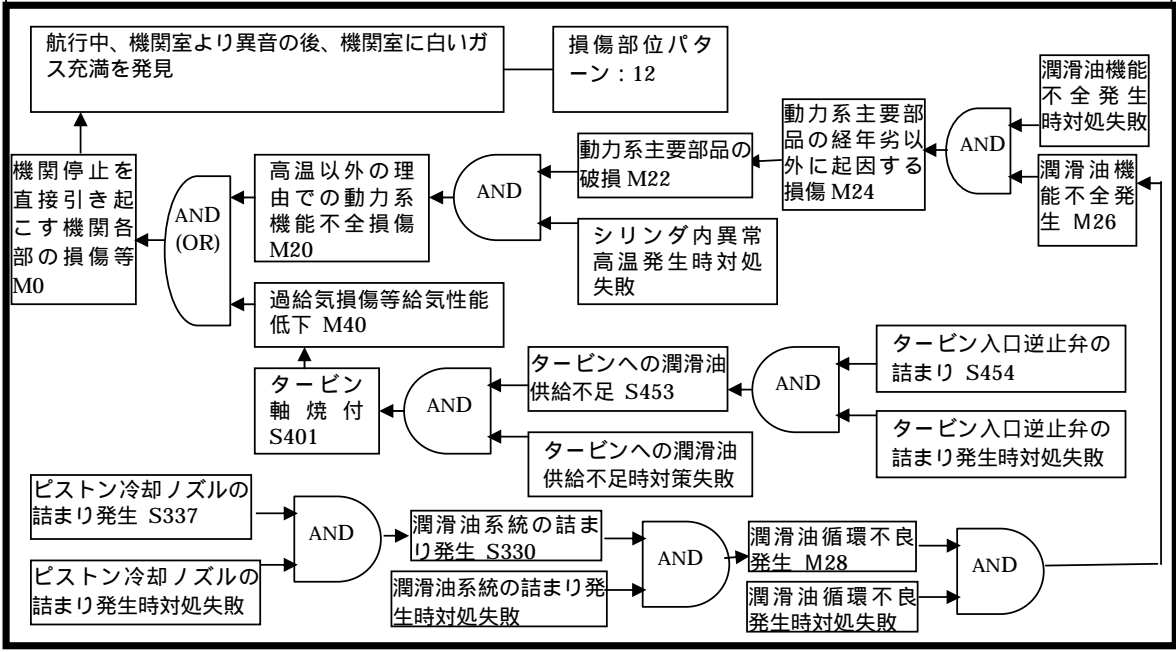 航行中、機関室より異音の後、機関室に白いガ
ス充満を発見
損傷部位パタ
ーン：12
潤滑油機能
不全発生
時対処失敗
AND
潤滑油機
能不全発
生 M26
動力系主要部
品の経年劣以
外に起因する
損傷 M24
動力系主要部品の
破損 M22
AND
シリンダ内異常
高温発生時対処
失敗
高温以外の理
由での動力系
機能不全損傷
M20
AND
(OR)
機関停止を
直接引き起
こす機関各
部の損傷等
M0
過給気損傷等給気性能
低下 M40
タービン
軸焼付
S401
AND
タービンへの潤滑油
供給不足 S453
タービンへの潤滑油
供給不足時対策失敗
AND
タービン入口逆止弁の
詰まり S454
タービン入口逆止弁の
詰まり発生時対処失敗
ピストン冷却ノズルの
詰まり発生 S337
ピストン冷却ノズルの
詰まり発生時対処失敗
AND
潤滑油系統の詰ま
り発生 S330
潤滑油系統の詰まり発
生時対処失敗
AND
潤滑油循環不良
発生 M28
潤滑油循環不良
発生時対処失敗
AND